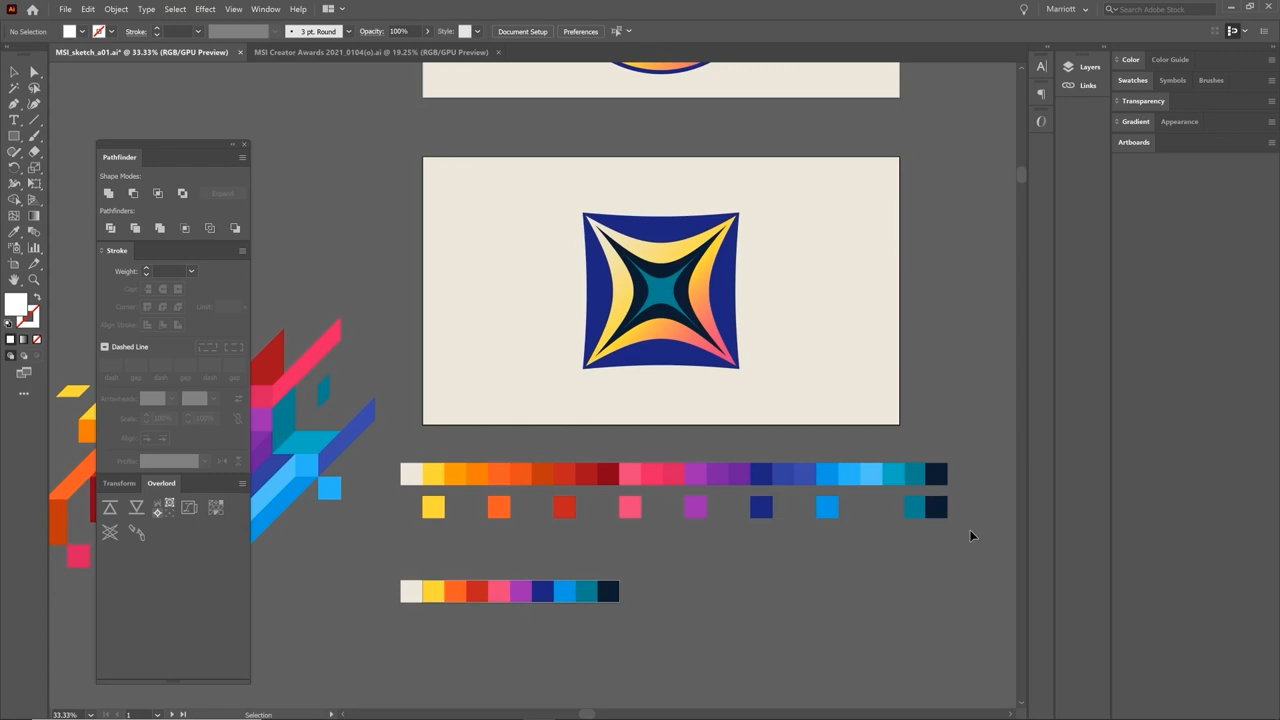 Ai File Edit Object Type Select Effect View Window Help Marriott Search Adobe Stock
No Selection Stroke: 3 pt. Round Opacity: 100% Style: Document Setup Preferences
MSI_sketch_a01.ai* @ 33.33% (RGB/GPU Preview) × MSI Creator Awards 2021_0104(o).ai @ 19.25% (RGB/GPU Preview) ×
Layers
Links
Color Color Guide
Swatches Symbols Brushes
Transparency
Gradient Appearance
Artboards
Pathfinder
Shape Modes:
Expand
Pathfinders:
Stroke
Weight:
Cap:
Corner: Limit:
Align Stroke:
Dashed Line
dash gap dash gap dash gap
Arrowheads:
Scale: 100% 100%
Align:
Profile:
Transform Overlord
33.33% 1 Selection